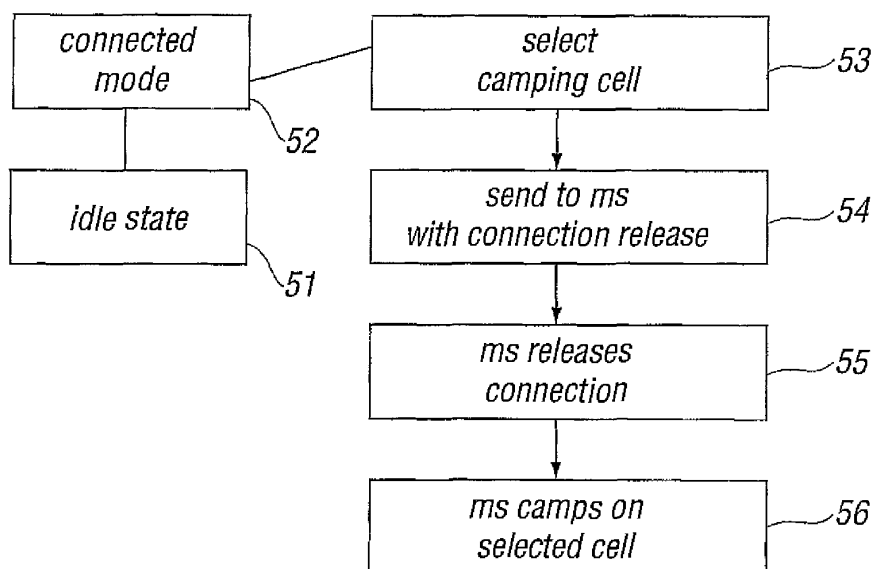 connected
mode
52
idle state
51
select
camping cell
53
send to ms
with connection release
54
ms releases
connection
55
ms camps on
selected cell
56